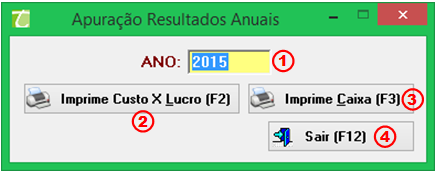 Apuração Resultados Anuais
ANO: 2015 1
Imprime Custo X Lucro (F2) Imprime Caixa (F3) 3
2
Sair (F12) 4